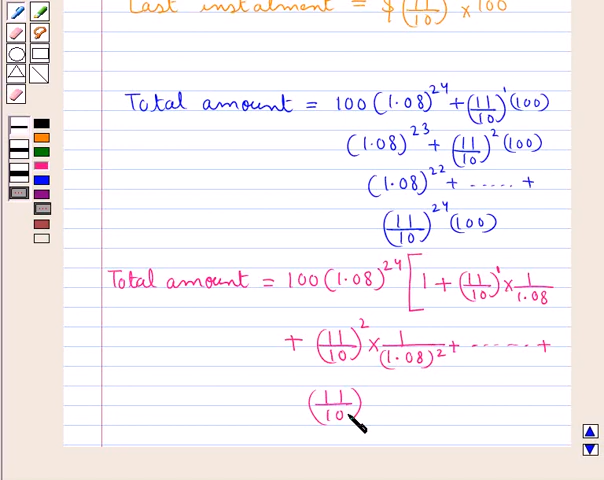 Last instalment = $ (11/10) × 100
Total amount = 100 (1.08)^24 + (11/10)^1 (100)
(1.08)^23 + (11/10)^2 (100)
(1.08)^22 + ...... +
(11/10)^24 (100)
Total amount = 100 (1.08)^24 [ 1 + (11/10)^1 × 1/1.08
+ (11/10)^2 × 1/(1.08)^2 + ....... +
(11/10)